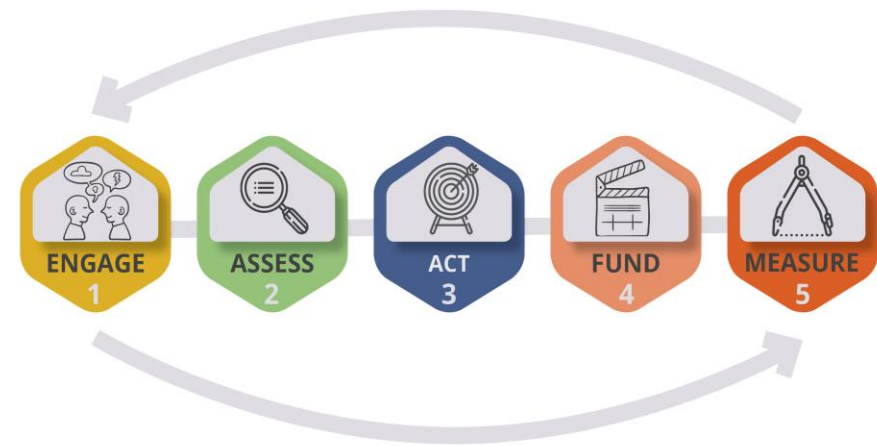 ENGAGE
1
ASSESS
2
ACT
3
FUND
4
MEASURE
5